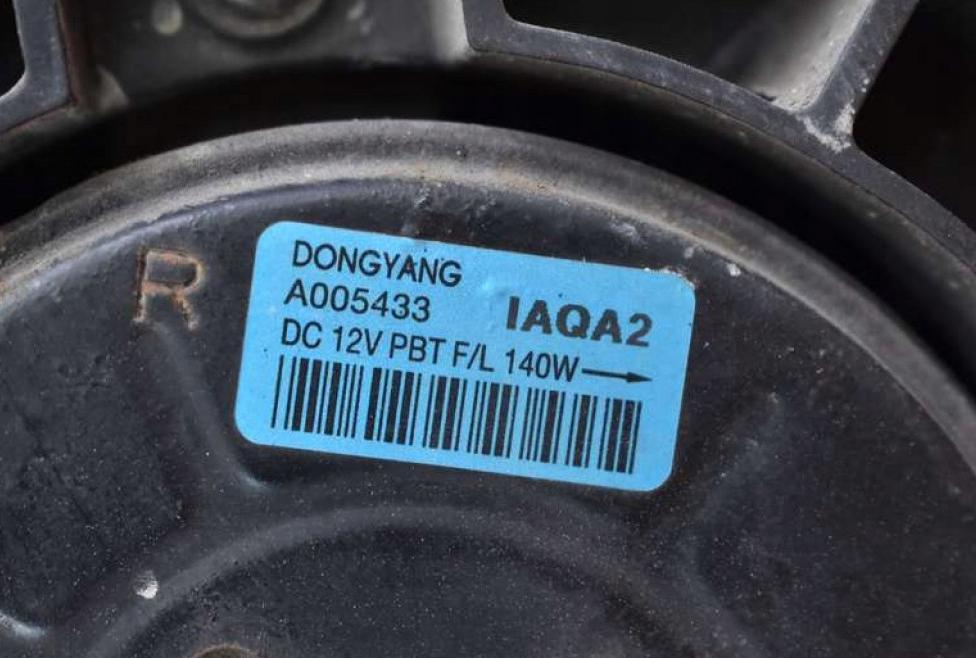 R
DONGYANG
A005433
IAQA2
DC 12V PBT F/L 140W